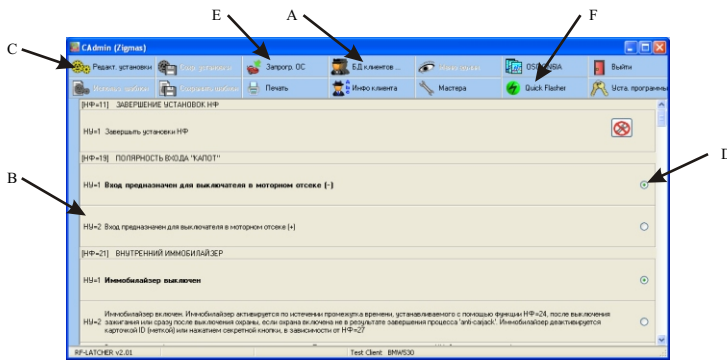 E
A
F
C
CAdmin (Zigmas)
Редакт. установки
Запрогр. ОС
Б.Д клиентов ...
Выйти
Печать
Инфо клиента
Мастера
Quick Flasher
Уста. программы
[НФ=11] ЗАВЕРШЕНИЕ УСТАНОВОК НФ
НУ=1 Завершить установки НФ
[НФ=19] ПОЛЯРНОСТЬ ВХОДА "КАПОТ"
D
НУ=1 Вход предназначен для выключателя в моторном отсеке (-)
B
НУ=2 Вход предназначен для выключателя в моторном отсеке (+)
[НФ=21] ВНУТРЕННИЙ ИММОБИЛАЙЗЕР
НУ=1 Иммобилайзер выключен
Иммобилайзер включен. Иммобилайзер активируется по истечении промежутка времени, устанавливаемого с помощью функции НФ=24, после выключения
НУ=2 зажигания или сразу после выключения охраны, если охрана включена не в результате завершения процесса 'anti-carjack'. Иммобилайзер деактивируется
карточкой ID (меткой) или нажатием секретной кнопки, в зависимости от НФ=27
RF-LATCHER v2.01
Test Client BMW530